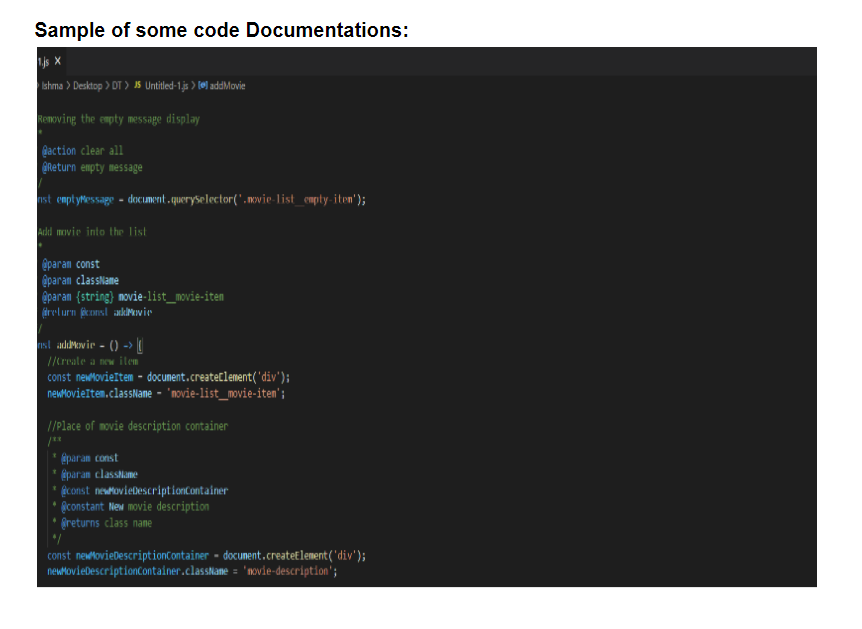 Sample of some code Documentations:
1.js X
> Ishma > Desktop > DT > JS Untitled-1.js > addMovie
Removing the empty message display
*
@action clear all
@Return empty message
/
nst emptyMessage = document.querySelector('.movie-list__empty-item');
Add movie into the list
*
@param const
@param className
@param {string} movie-list__movie-item
@return @const addMovie
/
nst addMovie = () => {
//Create a new item
const newMovieItem = document.createElement('div');
newMovieItem.className = 'movie-list__movie-item';
//Place of movie description container
/**
* @param const
* @param className
* @const newMovieDescriptionContainer
* @constant New movie description
* @returns class name
*/
const newMovieDescriptionContainer = document.createElement('div');
newMovieDescriptionContainer.className = 'movie-description';